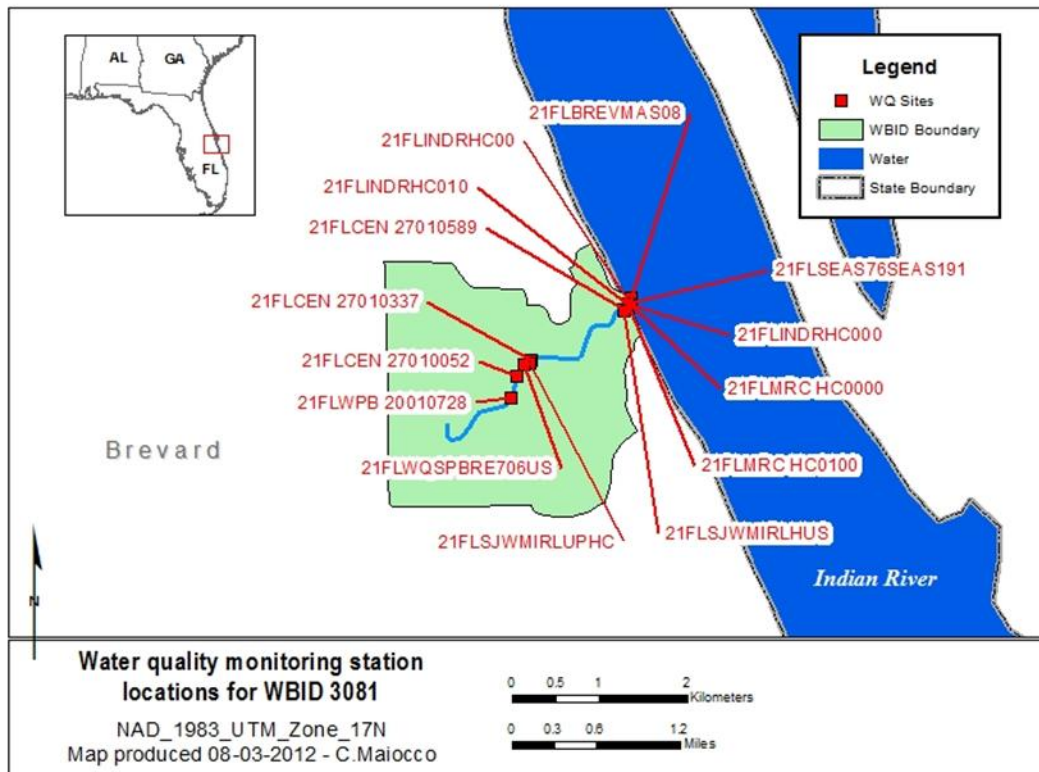 AL
GA
FL
Legend
WQ Sites
WBID Boundary
Water
State Boundary
21FLBREVMAS08
21FLINDRHC00
21FLINDRHC010
21FLCEN 27010589
21FLSEAS76SEAS191
21FLCEN 27010337
21FLINDRHC000
21FLCEN 27010052
21FLMRC HC0000
21FLWPB 20010728
Brevard
21FLWQSPBRE706US
21FLMRC HC0100
21FLSJWMIRLUPHC
21FLSJWMIRLHUS
Indian River
N
Water quality monitoring station
locations for WBID 3081
NAD_1983_UTM_Zone_17N
Map produced 08-03-2012 - C.Maiocco
0 0.5 1 2
Kilometers
0 0.3 0.6 1.2
Miles